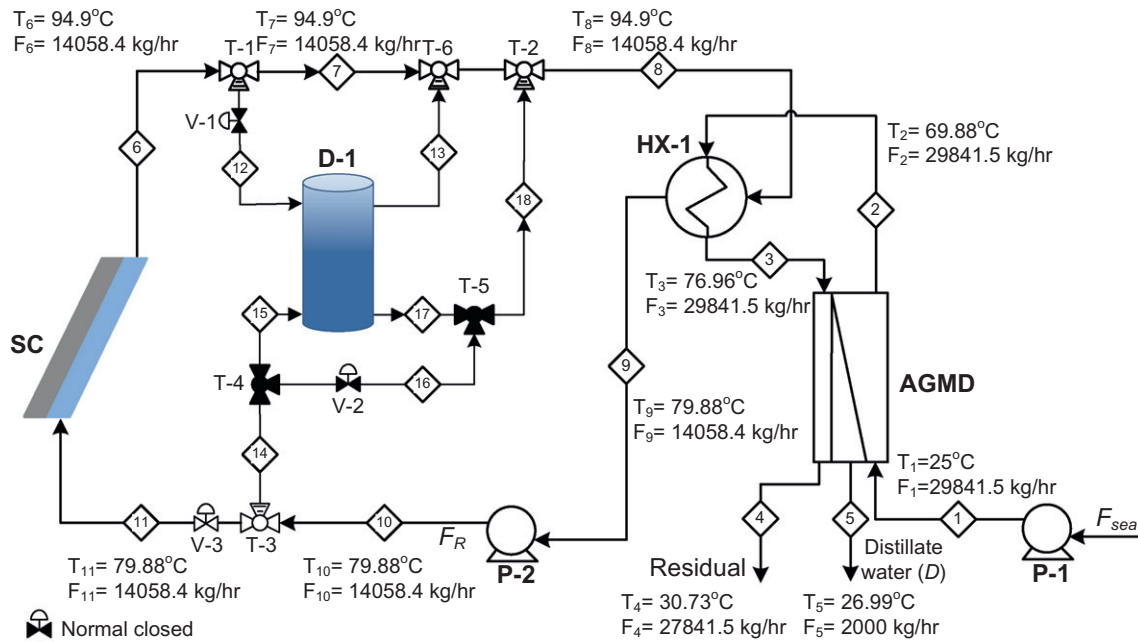 T6= 94.9°C
F6= 14058.4 kg/hr
T7= 94.9°C
F7= 14058.4 kg/hr
T8= 94.9°C
F8= 14058.4 kg/hr
T-1
T-6
T-2
7
8
V-1
6
12
13
D-1
18
HX-1
T2= 69.88°C
F2= 29841.5 kg/hr
2
3
T3= 76.96°C
F3= 29841.5 kg/hr
15
17
T-5
SC
T-4
16
V-2
9
AGMD
T9= 79.88°C
F9= 14058.4 kg/hr
14
T1=25°C
F1=29841.5 kg/hr
11
V-3
T-3
10
FR
P-2
4
5
1
Fsea
P-1
T11= 79.88°C
F11= 14058.4 kg/hr
T10= 79.88°C
F10= 14058.4 kg/hr
Residual
Distillate
water (D)
T4= 30.73°C
F4= 27841.5 kg/hr
T5= 26.99°C
F5= 2000 kg/hr
Normal closed